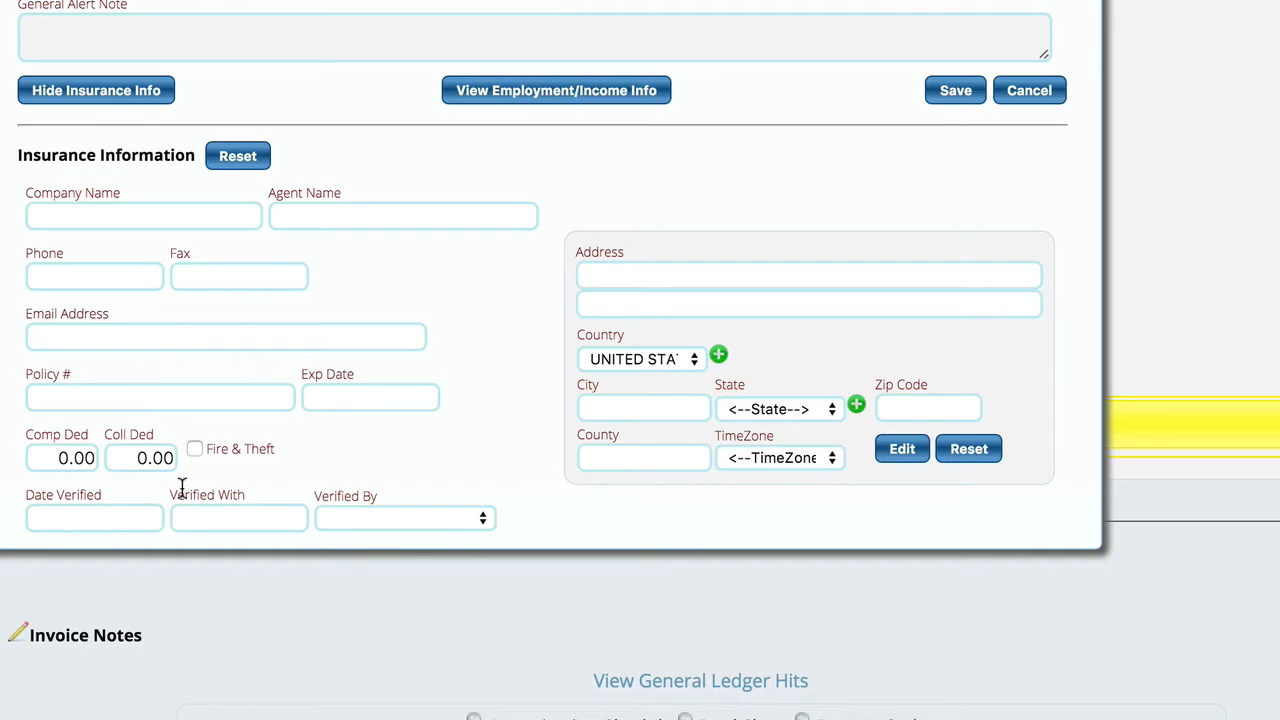 General Alert Note
Hide Insurance Info
View Employment/Income Info
Save
Cancel
Insurance Information
Reset
Company Name
Agent Name
Phone
Fax
Address
Email Address
Country
UNITED STA
Policy #
Exp Date
City
State
Zip Code
<--State-->
Comp Ded
Coll Ded
0.00
0.00
Fire & Theft
County
TimeZone
<--TimeZone
Edit
Reset
Date Verified
Verified With
Verified By
Invoice Notes
View General Ledger Hits